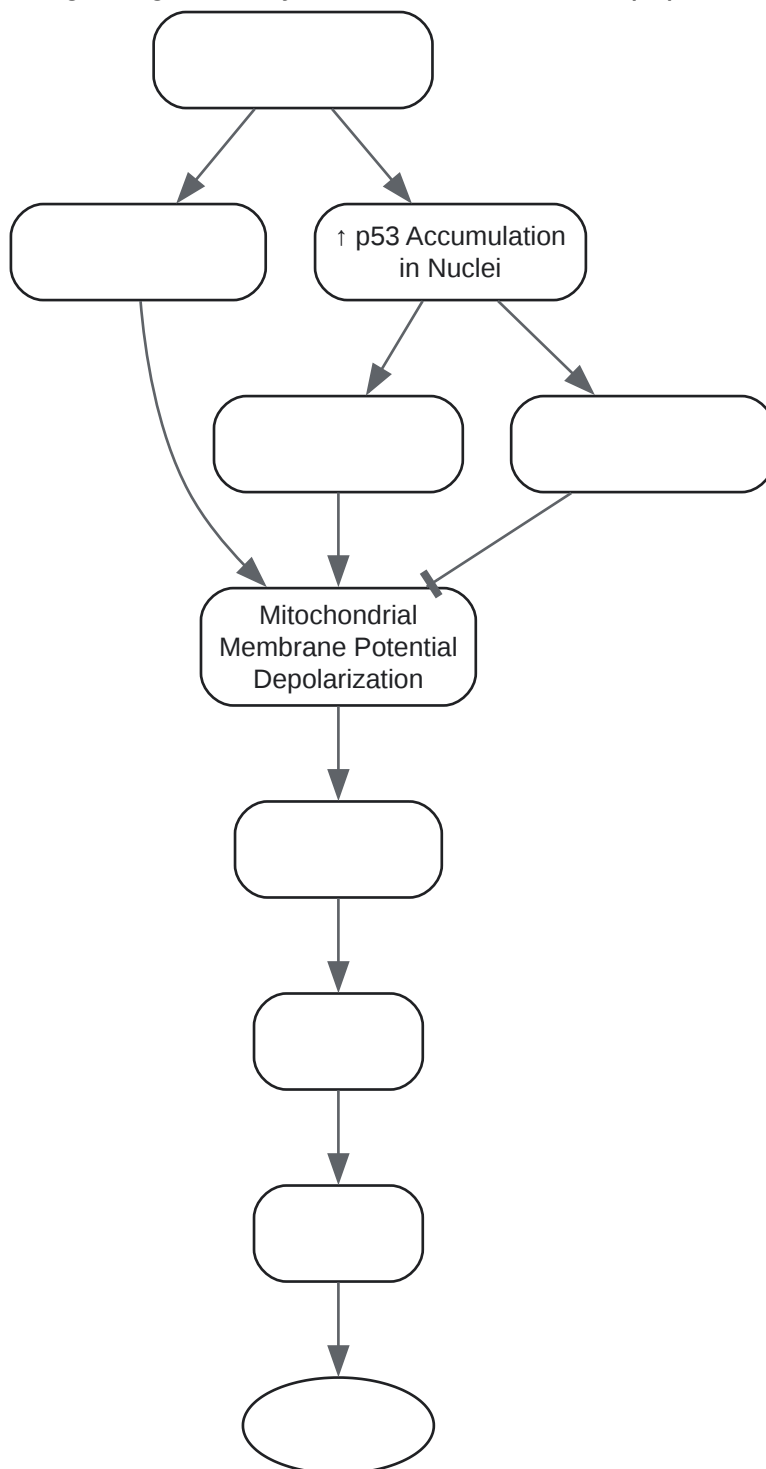 ↑ p53 Accumulation
in Nuclei
Mitochondrial
Membrane Potential
Depolarization